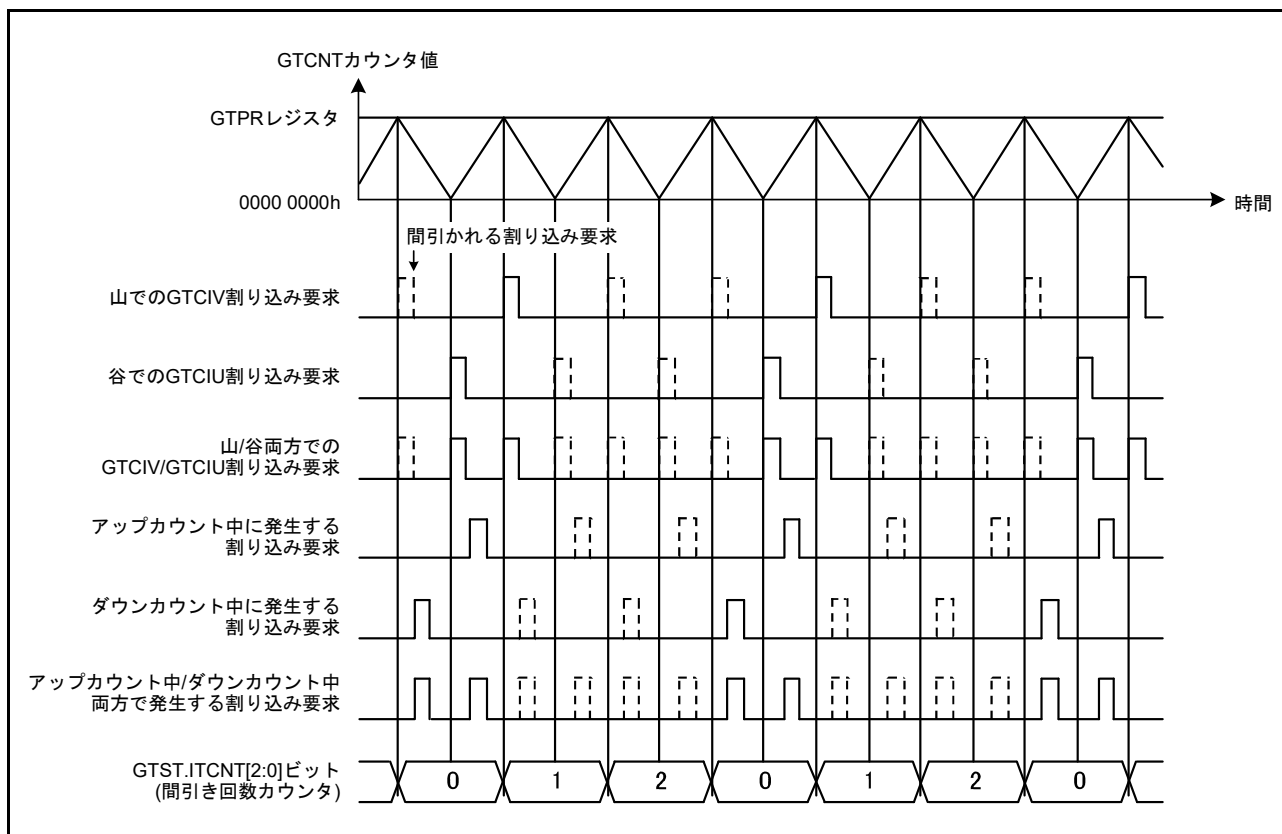 GTCNTカウンタ値
GTPRレジスタ
0000 0000h
時間
間引かれる割り込み要求
山でのGTCIV割り込み要求
谷でのGTCIU割り込み要求
山/谷両方での
GTCIV/GTCIU割り込み要求
アップカウント中に発生する
割り込み要求
ダウンカウント中に発生する
割り込み要求
アップカウント中/ダウンカウント中
両方で発生する割り込み要求
GTST.ITCNT[2:0]ビット
(間引き回数カウンタ)
0 1 2 0 1 2 0